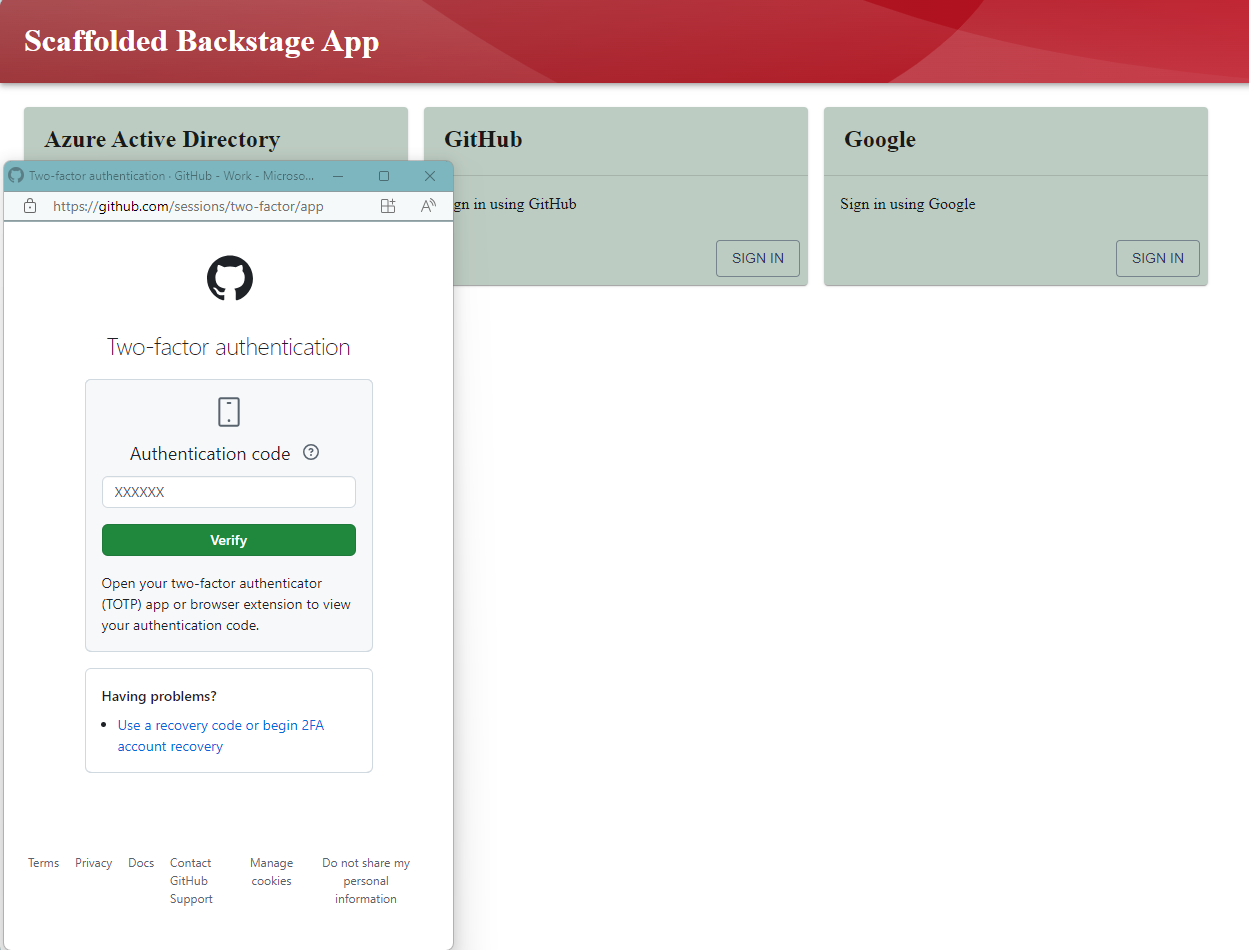 Scaffolded Backstage App
Azure Active Directory
GitHub
Google
gn in using GitHub
Sign in using Google
SIGN IN
SIGN IN
Two-factor authentication · GitHub - Work - Microso...
https://github.com/sessions/two-factor/app
Two-factor authentication
Authentication code
XXXXXX
Verify
Open your two-factor authenticator
(TOTP) app or browser extension to view
your authentication code.
Having problems?
Use a recovery code or begin 2FA
account recovery
Terms
Privacy
Docs
Contact
GitHub
Support
Manage
cookies
Do not share my
personal
information